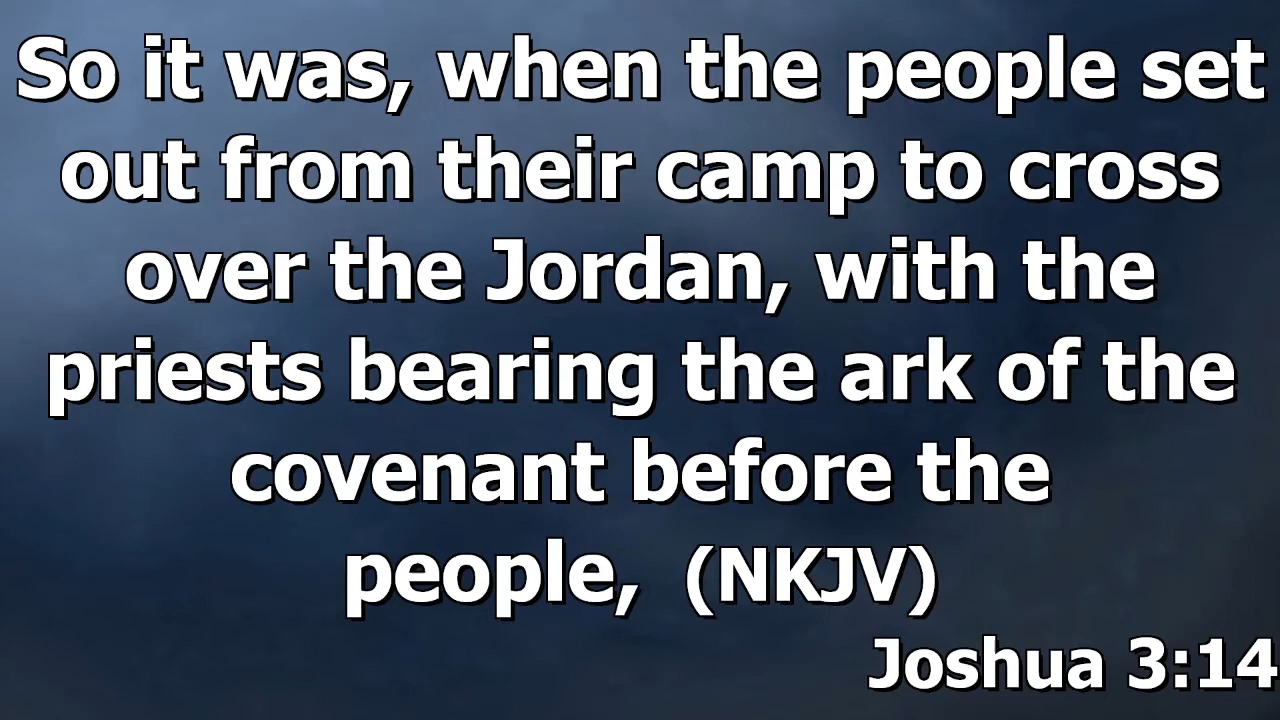 So it was, when the people set
out from their camp to cross
over the Jordan, with the
priests bearing the ark of the
covenant before the
people,  (NKJV)
Joshua 3:14